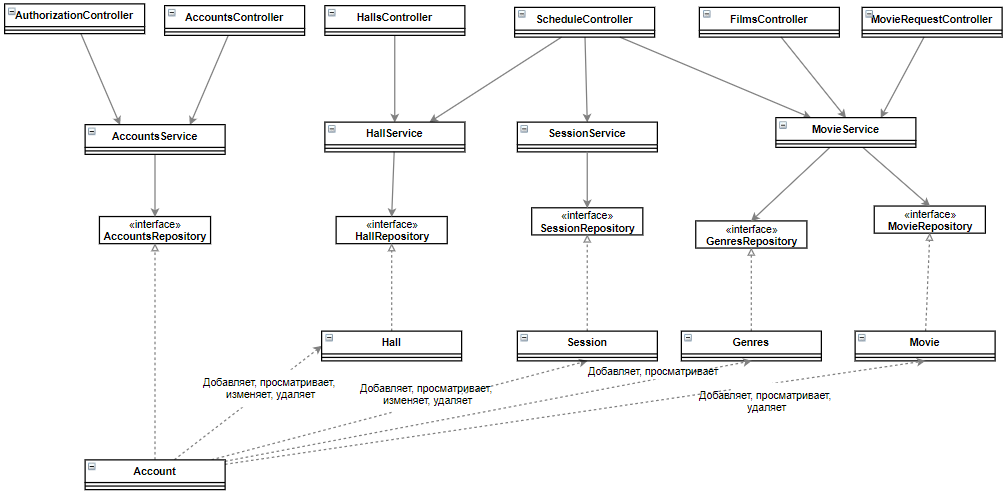 AuthorizationController
AccountsController
HallsController
ScheduleController
FilmsController
MovieRequestController
AccountsService
HallService
SessionService
MovieService
«interface»
AccountsRepository
«interface»
HallRepository
«interface»
SessionRepository
«interface»
GenresRepository
«interface»
MovieRepository
Hall
Session
Genres
Movie
Добавляет, просматривает,
изменяет, удаляет
Добавляет, просматривает,
изменяет, удаляет
Добавляет, просматривает
Добавляет, просматривает,
удаляет
Account